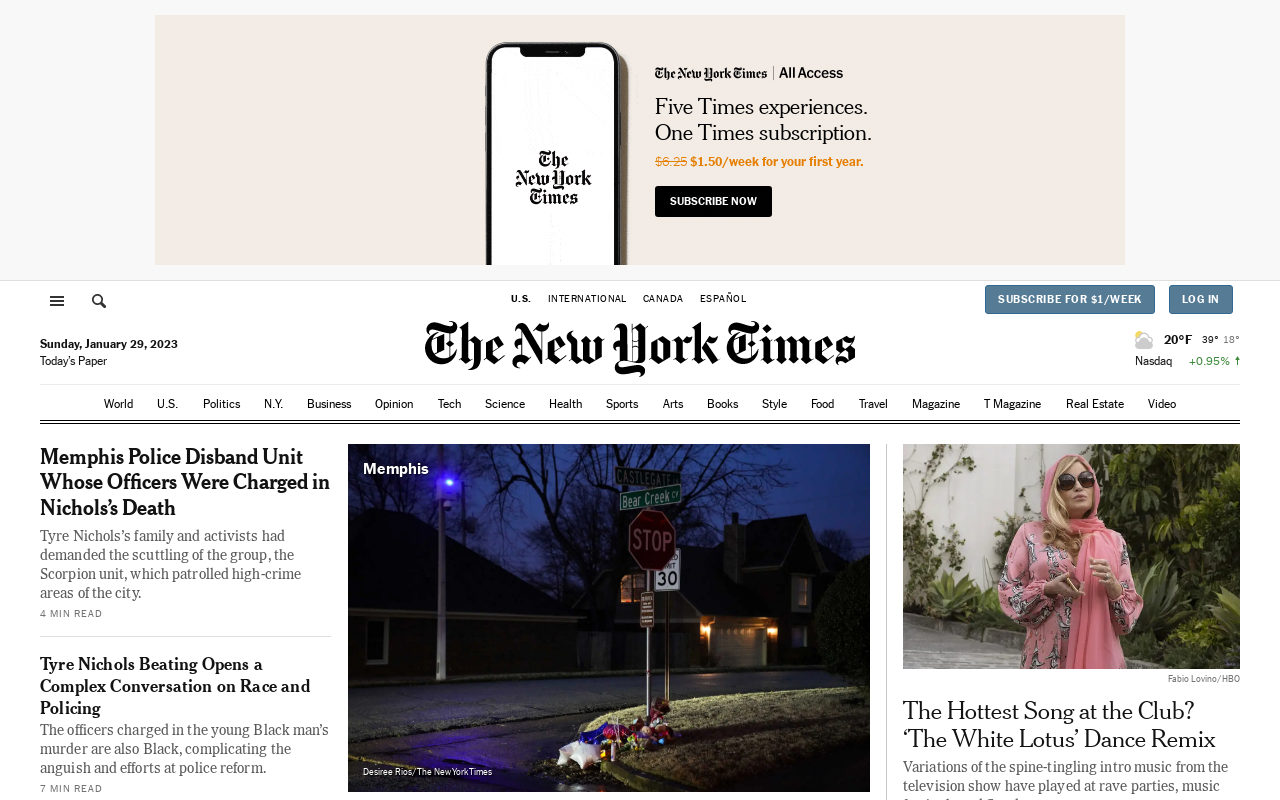 The
New York
Times
The New York Times | All Access
Five Times experiences.
One Times subscription.
$6.25 $1.50/week for your first year.
SUBSCRIBE NOW
U.S. INTERNATIONAL CANADA ESPAÑOL
SUBSCRIBE FOR $1/WEEK LOG IN
The New York Times
Sunday, January 29, 2023
Today's Paper
20°F 39° 18°
Nasdaq +0.95% ↑
World U.S. Politics N.Y. Business Opinion Tech Science Health Sports Arts Books Style Food Travel Magazine T Magazine Real Estate Video
Memphis Police Disband Unit
Whose Officers Were Charged in
Nichols's Death
Tyre Nichols's family and activists had
demanded the scuttling of the group, the
Scorpion unit, which patrolled high-crime
areas of the city.
4 MIN READ
Tyre Nichols Beating Opens a
Complex Conversation on Race and
Policing
The officers charged in the young Black man's
murder are also Black, complicating the
anguish and efforts at police reform.
7 MIN READ
Memphis
CASTLEGATE
Bear Creek CV
STOP
LIMIT
30
Desiree Rios/The New York Times
Fabio Lovino/HBO
The Hottest Song at the Club?
‘The White Lotus’ Dance Remix
Variations of the spine-tingling intro music from the
television show have played at rave parties, music